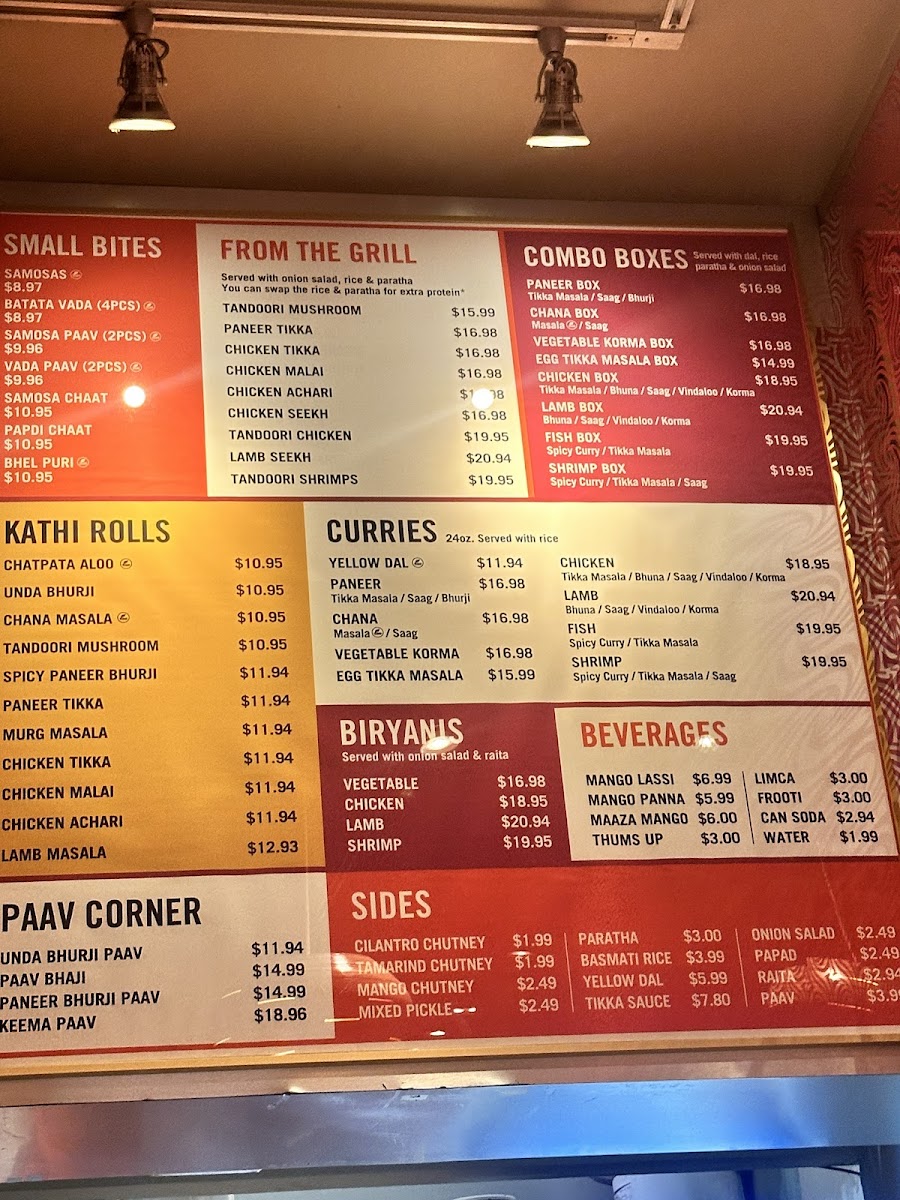 SMALL BITES
SAMOSAS
$8.97
BATATA VADA (4PCS)
$8.97
SAMOSA PAAV (2PCS)
$9.96
VADA PAAV (2PCS)
$9.96
SAMOSA CHAAT
$10.95
PAPDI CHAAT
$10.95
BHEL PURI
$10.95
FROM THE GRILL
Served with onion salad, rice & paratha
You can swap the rice & paratha for extra protein*
TANDOORI MUSHROOM $15.99
PANEER TIKKA $16.98
CHICKEN TIKKA $16.98
CHICKEN MALAI $16.98
CHICKEN ACHARI
CHICKEN SEEKH $16.98
TANDOORI CHICKEN $19.95
LAMB SEEKH $20.94
TANDOORI SHRIMPS $19.95
COMBO BOXES Served with dal, rice
paratha & onion salad
PANEER BOX $16.98
Tikka Masala / Saag / Bhurji
CHANA BOX $16.98
Masala / Saag
VEGETABLE KORMA BOX $16.98
EGG TIKKA MASALA BOX $14.99
CHICKEN BOX $18.95
Tikka Masala / Bhuna / Saag / Vindaloo / Korma
LAMB BOX $20.94
Bhuna / Saag / Vindaloo / Korma
FISH BOX $19.95
Spicy Curry / Tikka Masala
SHRIMP BOX $19.95
Spicy Curry / Tikka Masala / Saag
KATHI ROLLS
CHATPATA ALOO $10.95
UNDA BHURJI $10.95
CHANA MASALA $10.95
TANDOORI MUSHROOM $10.95
SPICY PANEER BHURJI $11.94
PANEER TIKKA $11.94
MURG MASALA $11.94
CHICKEN TIKKA $11.94
CHICKEN MALAI $11.94
CHICKEN ACHARI $11.94
LAMB MASALA $12.93
CURRIES 24oz. Served with rice
YELLOW DAL $11.94
PANEER $16.98
Tikka Masala / Saag / Bhurji
CHANA $16.98
Masala / Saag
VEGETABLE KORMA $16.98
EGG TIKKA MASALA $15.99
CHICKEN $18.95
Tikka Masala / Bhuna / Saag / Vindaloo / Korma
LAMB $20.94
Bhuna / Saag / Vindaloo / Korma
FISH $19.95
Spicy Curry / Tikka Masala
SHRIMP $19.95
Spicy Curry / Tikka Masala / Saag
BIRYANIS
Served with onion salad & raita
VEGETABLE $16.98
CHICKEN $18.95
LAMB $20.94
SHRIMP $19.95
BEVERAGES
MANGO LASSI $6.99
MANGO PANNA $5.99
MAAZA MANGO $6.00
THUMS UP $3.00
LIMCA $3.00
FROOTI $3.00
CAN SODA $2.94
WATER $1.99
PAAV CORNER
UNDA BHURJI PAAV $11.94
PAAV BHAJI $14.99
PANEER BHURJI PAAV $14.99
KEEMA PAAV $18.96
SIDES
CILANTRO CHUTNEY $1.99
TAMARIND CHUTNEY $1.99
MANGO CHUTNEY $2.49
MIXED PICKLE $2.49
PARATHA $3.00
BASMATI RICE $3.99
YELLOW DAL $5.99
TIKKA SAUCE $7.80
ONION SALAD $2.49
PAPAD $2.49
RAITA $2.94
PAAV